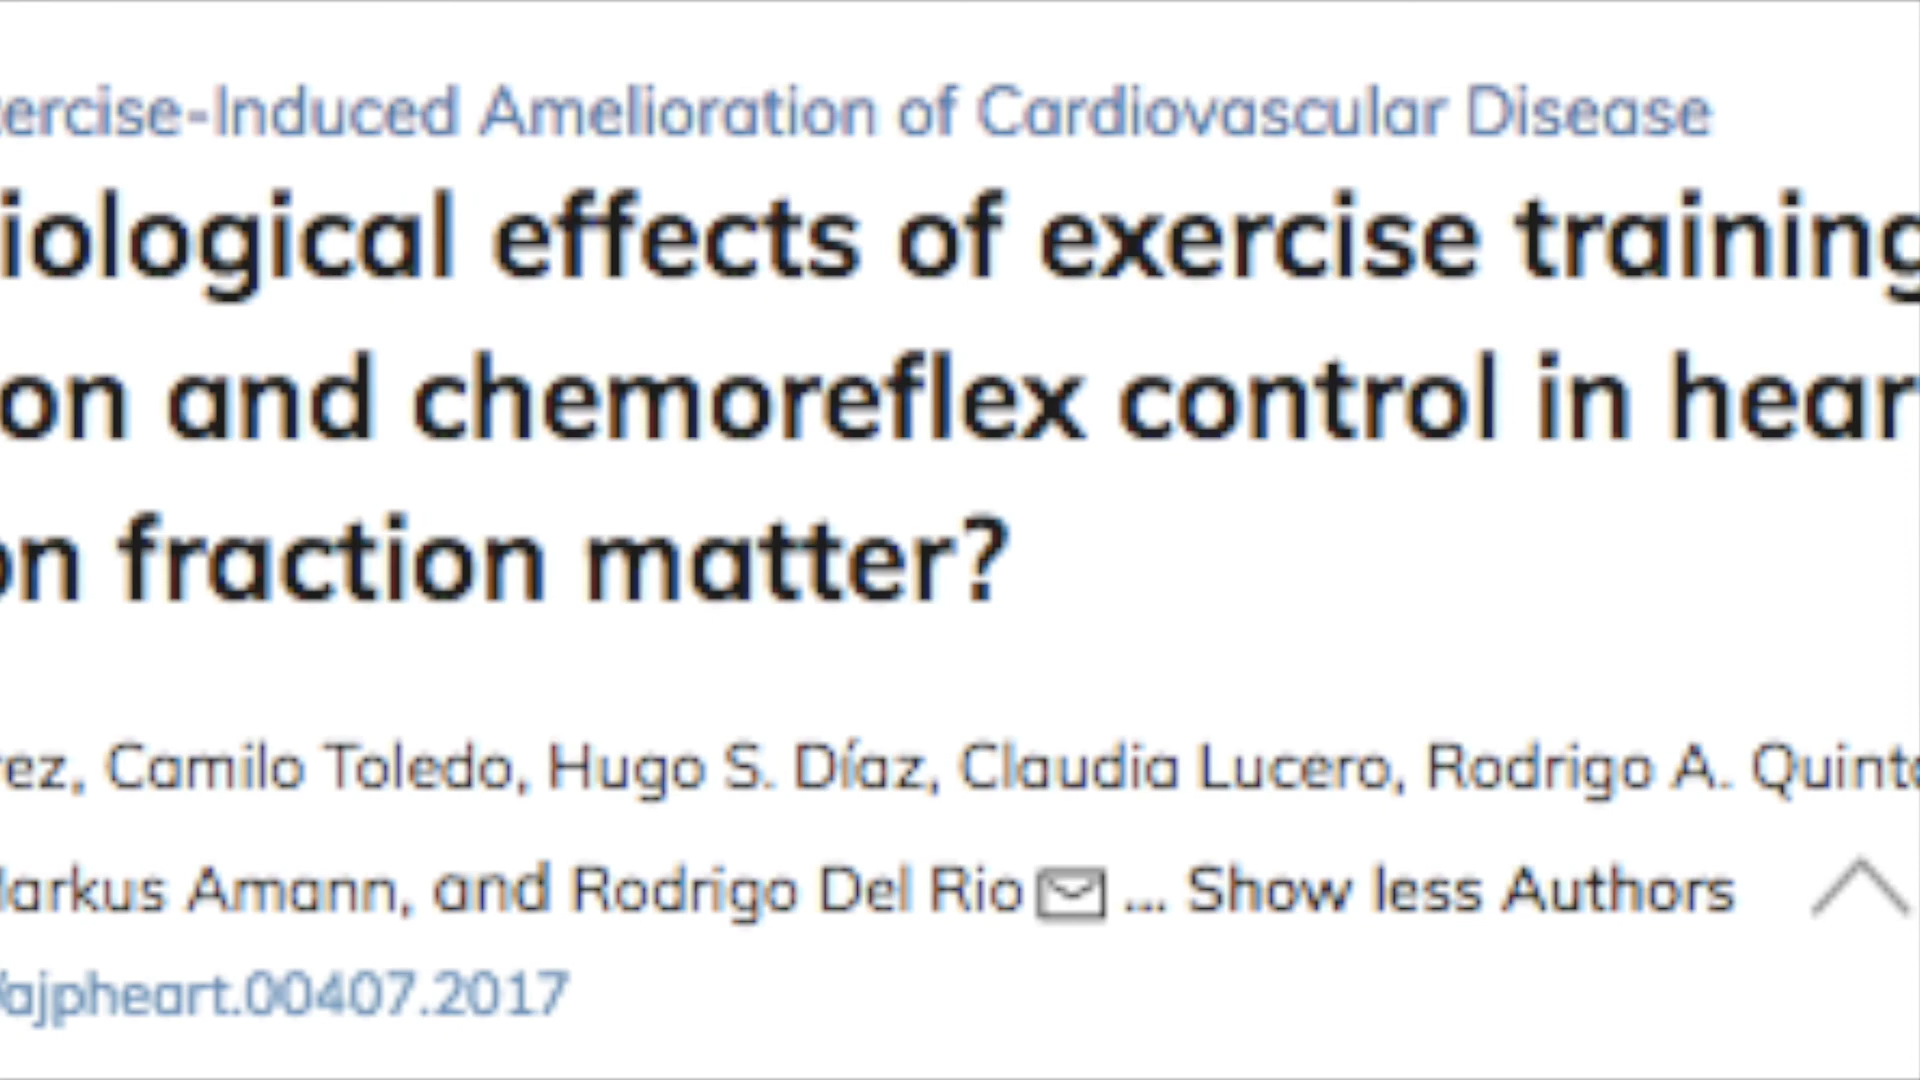 ercise-Induced Amelioration of Cardiovascular Disease
iological effects of exercise training
on and chemoreflex control in hear
on fraction matter?
rez, Camilo Toledo, Hugo S. Díaz, Claudia Lucero, Rodrigo A. Quint
arkus Amann, and Rodrigo Del Rio ... Show less Authors
/ajpheart.00407.2017